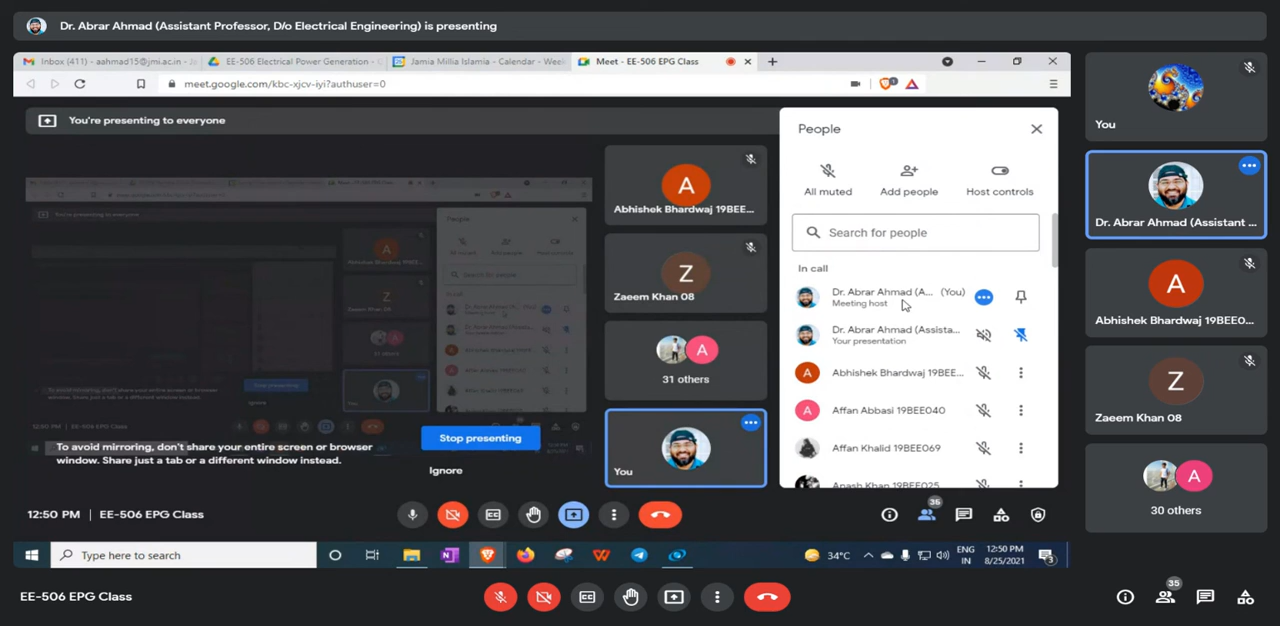 Dr. Abrar Ahmad (Assistant Professor, D/o Electrical Engineering) is presenting
Inbox (411) - aahmad15@jmi.ac.in -
EE-506 Electrical Power Generation -
Jamia Millia Islamia - Calendar - Week
Meet - EE-506 EPG Class
meet.google.com/kbc-xjcv-iyi?authuser=0
1
You're presenting to everyone
To avoid mirroring, don't share your entire screen or browser
window. Share just a tab or a different window instead.
Stop presenting
Ignore
A
Abhishek Bhardwaj 19BEE...
Z
Zaeem Khan 08
A
31 others
You
People
All muted
Add people
Host controls
Search for people
In call
Dr. Abrar Ahmad (A... (You)
Meeting host
Dr. Abrar Ahmad (Assista...
Your presentation
A
Abhishek Bhardwaj 19BEE...
A
Affan Abbasi 19BEE040
Affan Khalid 19BEE069
Anash Khan 19BEE025
12:50 PM | EE-506 EPG Class
35
Type here to search
34°C
ENG
IN
12:50 PM
8/25/2021
3
You
Dr. Abrar Ahmad (Assistant ...
A
Abhishek Bhardwaj 19BEE0...
Z
Zaeem Khan 08
A
30 others
EE-506 EPG Class
35